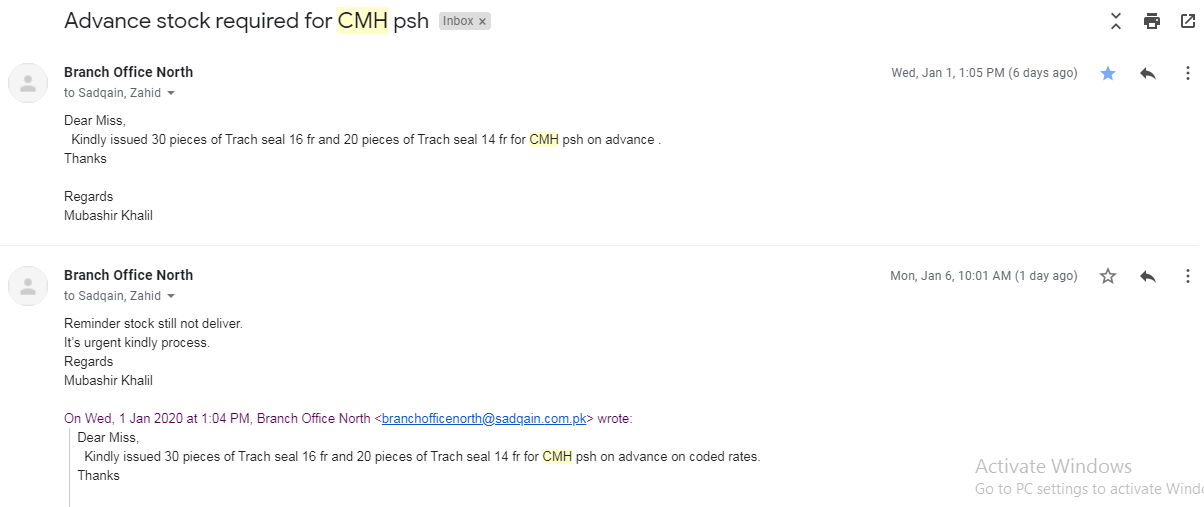 Advance stock required for CMH psh Inbox ×
Branch Office North Wed, Jan 1, 1:05 PM (6 days ago)
to Sadqain, Zahid
Dear Miss,
Kindly issued 30 pieces of Trach seal 16 fr and 20 pieces of Trach seal 14 fr for CMH psh on advance .
Thanks
Regards
Mubashir Khalil
Branch Office North Mon, Jan 6, 10:01 AM (1 day ago)
to Sadqain, Zahid
Reminder stock still not deliver.
It's urgent kindly process.
Regards
Mubashir Khalil
On Wed, 1 Jan 2020 at 1:04 PM, Branch Office North <branchofficenorth@sadqain.com.pk> wrote:
Dear Miss,
Kindly issued 30 pieces of Trach seal 16 fr and 20 pieces of Trach seal 14 fr for CMH psh on advance on coded rates.
Thanks
Activate Windows
Go to PC settings to activate Windo